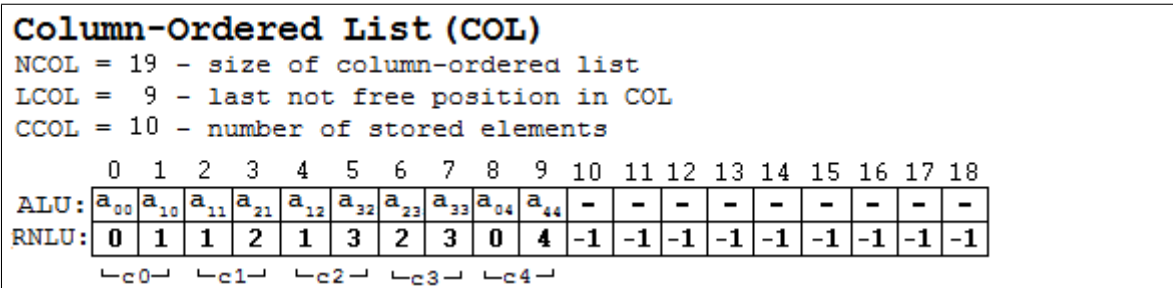 Column-Ordered List (COL)
NCOL = 19 - size of column-ordered list
LCOL = 9 - last not free position in COL
CCOL = 10 - number of stored elements
0 1 2 3 4 5 6 7 8 9 10 11 12 13 14 15 16 17 18
ALU: a₀₀ a₁₀ a₁₁ a₂₁ a₁₂ a₃₂ a₂₃ a₃₃ a₀₄ a₄₄ - - - - - - - - -
RNLU: 0 1 1 2 1 3 2 3 0 4 -1 -1 -1 -1 -1 -1 -1 -1 -1
c0 c1 c2 c3 c4